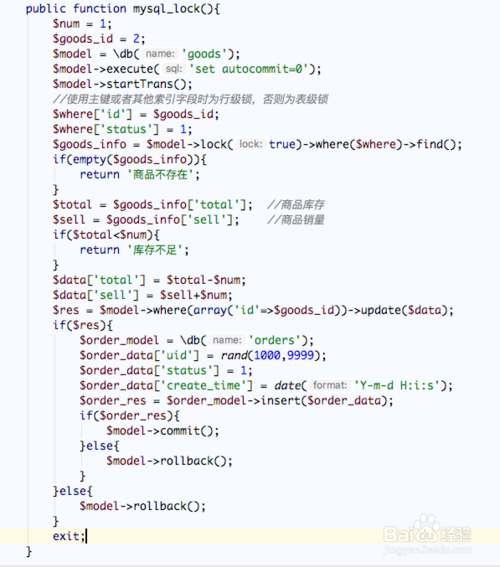 public function mysql_lock(){
$num = 1;
$goods_id = 2;
$model = \db( name: 'goods');
$model->execute( sql: 'set autocommit=0');
$model->startTrans();
//使用主键或者其他索引字段时为行级锁，否则为表级锁
$where['id'] = $goods_id;
$where['status'] = 1;
$goods_info = $model->lock( lock: true)->where($where)->find();
if(empty($goods_info)){
return '商品不存在';
}
$total = $goods_info['total']; //商品库存
$sell = $goods_info['sell']; //商品销量
if($total<$num){
return '库存不足';
}
$data['total'] = $total-$num;
$data['sell'] = $sell+$num;
$res = $model->where(array('id'=>$goods_id))->update($data);
if($res){
$order_model = \db( name: 'orders');
$order_data['uid'] = rand(1000,9999);
$order_data['status'] = 1;
$order_data['create_time'] = date( format: 'Y-m-d H:i:s');
$order_res = $order_model->insert($order_data);
if($order_res){
$model->commit();
}else{
$model->rollback();
}
}else{
$model->rollback();
}
exit;
}
Baidu 经验
jingyan.baidu.com